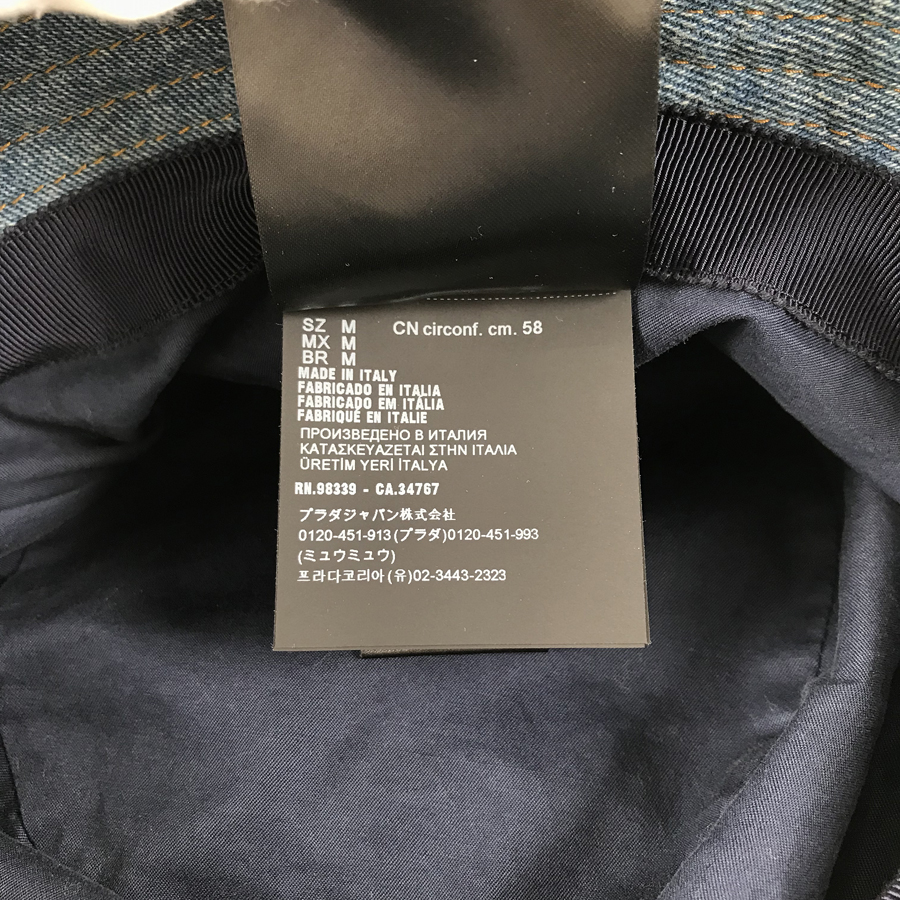 SZ M CN circonf. cm. 58
MX M
BR M
MADE IN ITALY
FABRICADO EN ITALIA
FABRICADO EM ITÁLIA
FABRIQUÉ EN ITALIE
ПРОИЗВЕДЕНО В ИТАЛИЯ
ΚΑΤΑΣΚΕΥΑΖΕΤΑΙ ΣΤΗΝ ΙΤΑΛΙΑ
ÜRETİM YERİ İTALYA
RN.98339 - CA.34767
プラダジャパン株式会社
0120-451-913(プラダ)0120-451-993
(ミュウミュウ)
프라다코리아(유)02-3443-2323